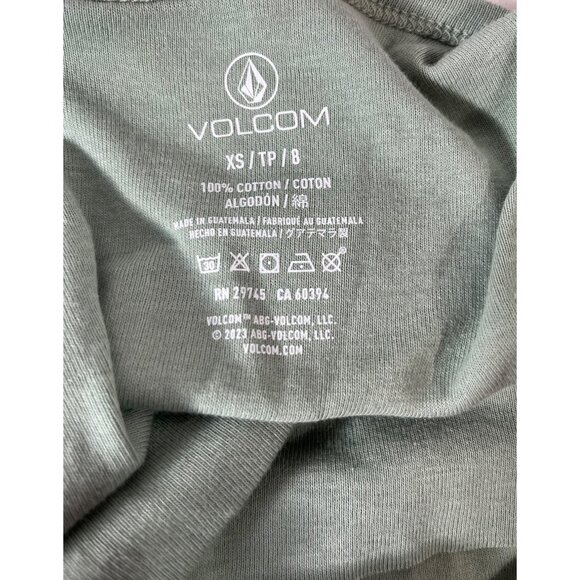 VOLCOM
XS / TP / 8
100% COTTON / COTON
ALGODÓN / 綿
MADE IN GUATEMALA / FABRIQUÉ AU GUATEMALA
HECHO EN GUATEMALA / グアテマラ製
30
RN 29745 CA 60394
VOLCOM™ ABG-VOLCOM, LLC.
© 2023 ABG-VOLCOM, LLC.
VOLCOM.COM